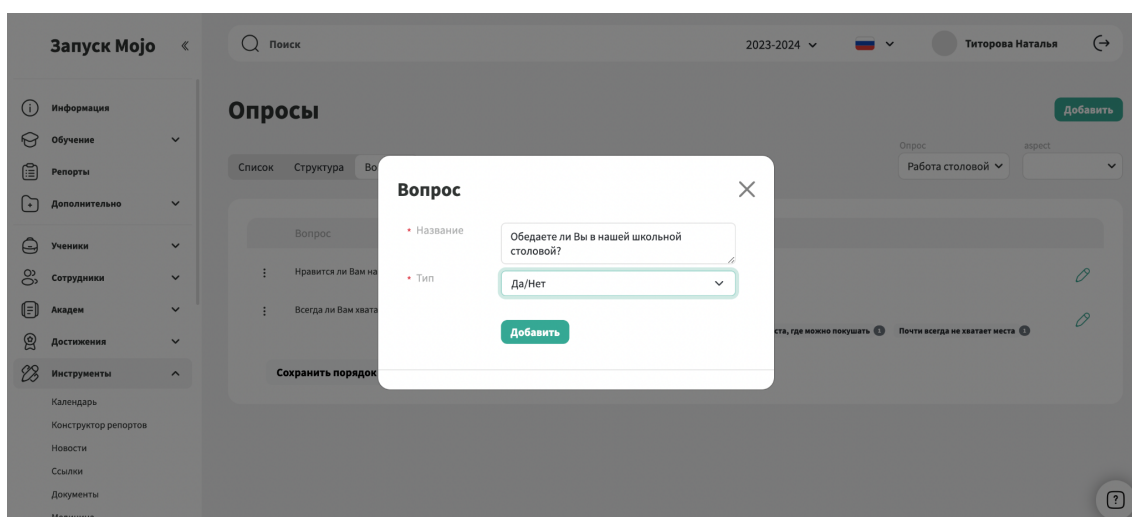 Запуск Mojo «
Поиск
2023-2024
Титорова Наталья
Информация
Обучение
Репорты
Дополнительно
Ученики
Сотрудники
Академ
Достижения
Инструменты
Календарь
Конструктор репортов
Новости
Ссылки
Документы
Опросы
Добавить
Опрос
aspect
Список Структура Во
Работа столовой
Вопрос
Нравится ли Вам на
Всегда ли Вам хвата
ста, где можно покушать 1 Почти всегда не хватает места 1
Сохранить порядок
Вопрос
• Название
Обедаете ли Вы в нашей школьной
столовой?
• Тип
Да/Нет
Добавить
?